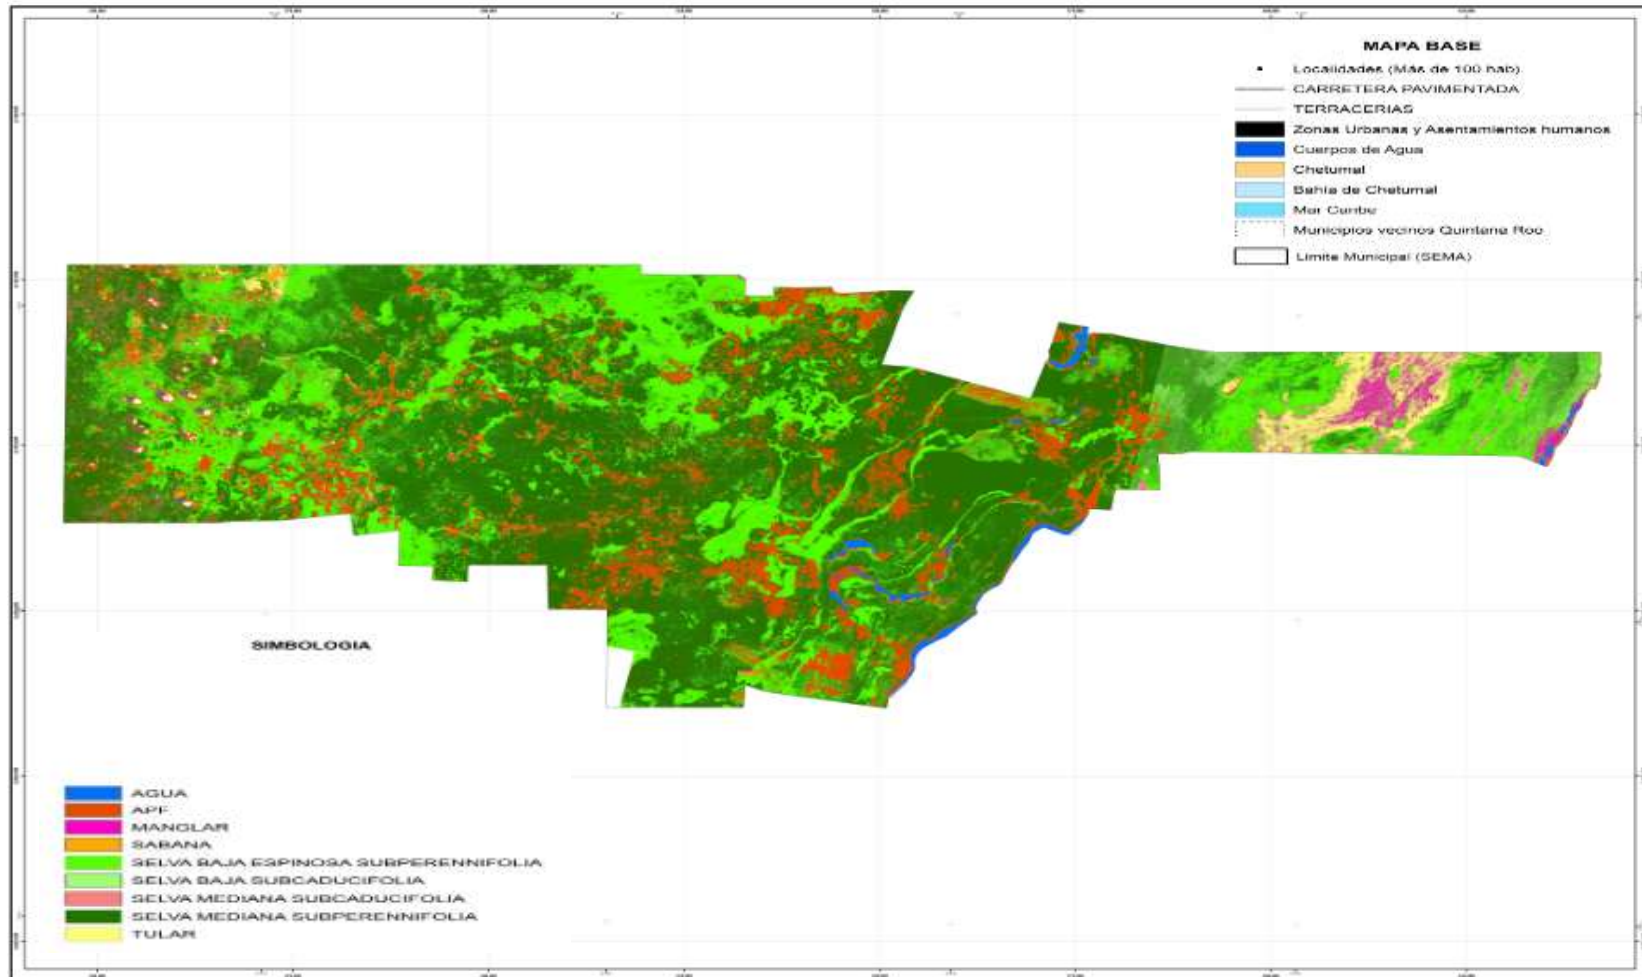 MAPA BASE
Localidades (Más de 100 hab)
CARRETERA PAVIMENTADA
TERRACERIAS
Zonas Urbanas y Asentamientos humanos
Cuerpos de Agua
Chetumal
Bahía de Chetumal
Mar Caribe
Municipios vecinos Quintana Roo
Limite Municipal (SEMA)
SIMBOLOGIA
AGUA
APF
MANGLAR
SABANA
SELVA BAJA ESPINOSA SUBPERENNIFOLIA
SELVA BAJA SUBCADUCIFOLIA
SELVA MEDIANA SUBCADUCIFOLIA
SELVA MEDIANA SUBPERENNIFOLIA
TULAR